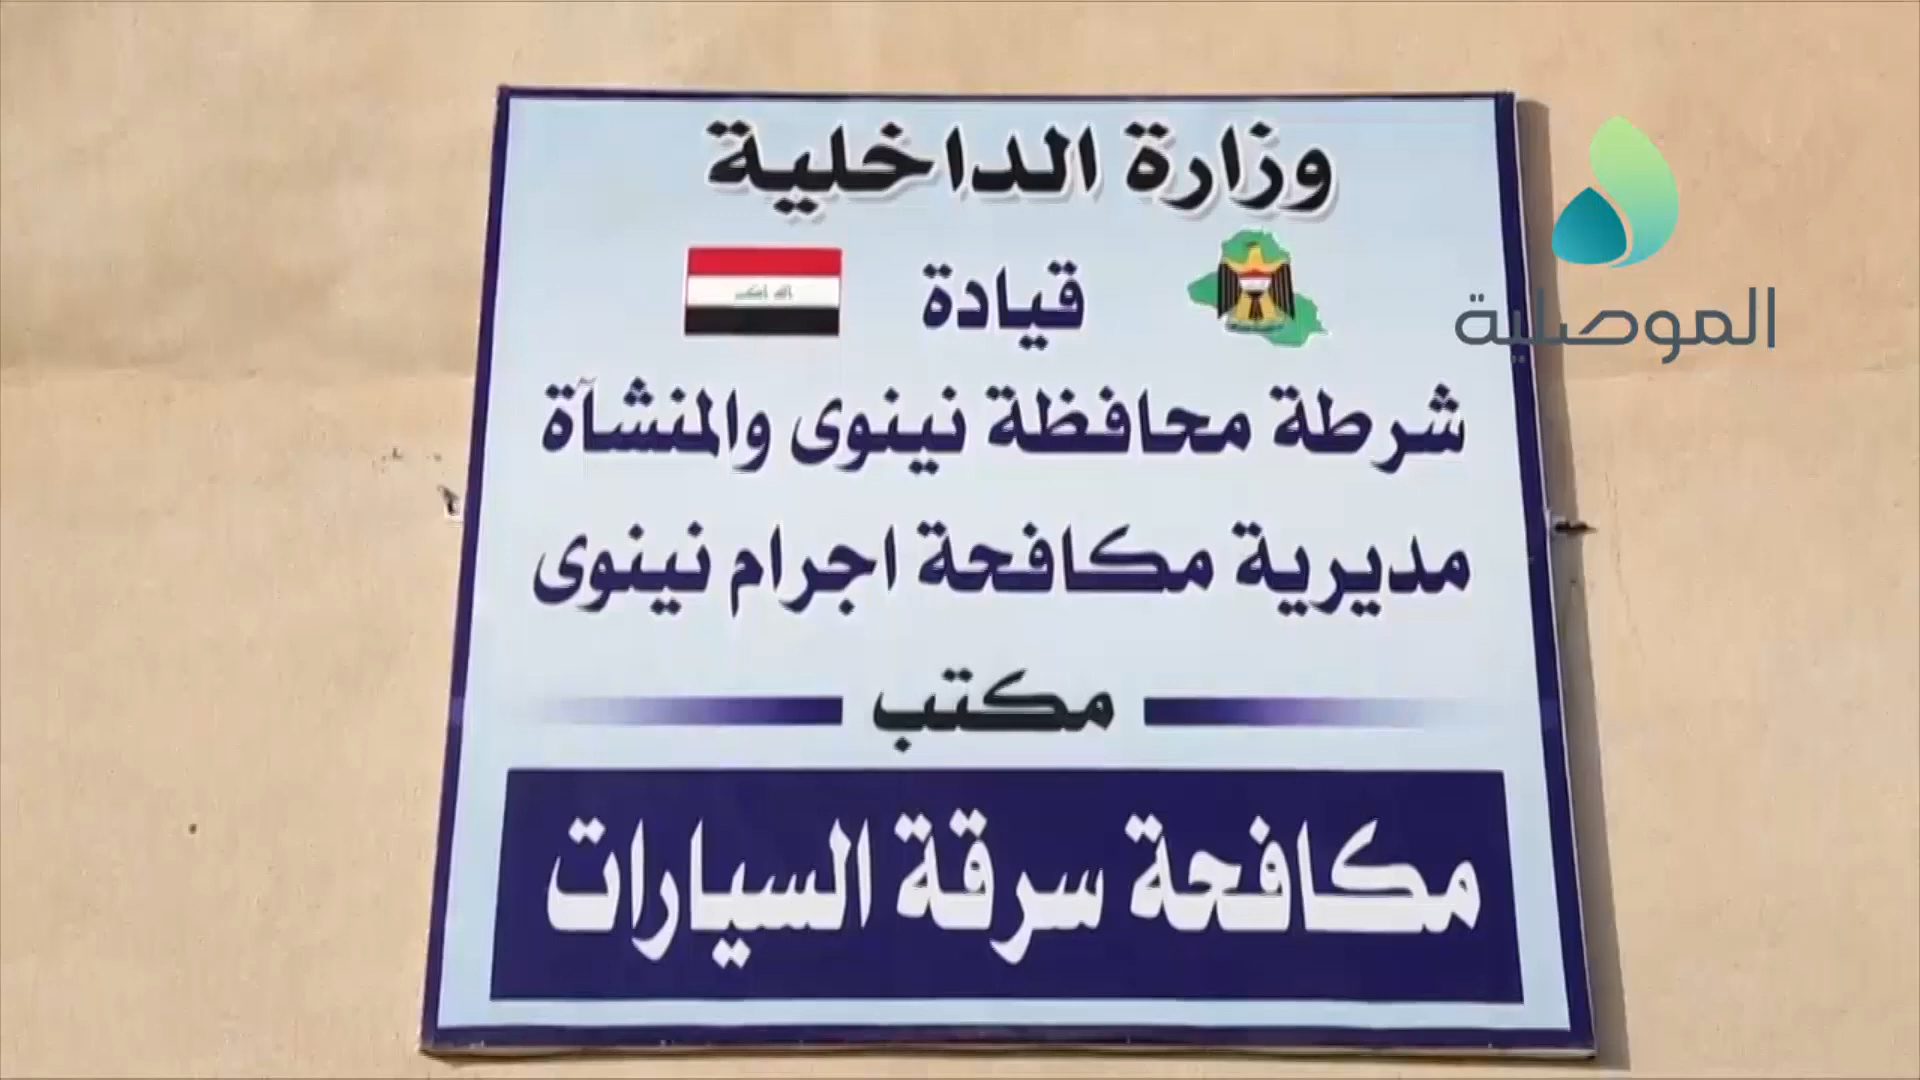 وزارة الداخلية
قيادة
شرطة محافظة نينوى والمنشآة
مديرية مكافحة اجرام نينوى
مكتب
مكافحة سرقة السيارات
الموصلية